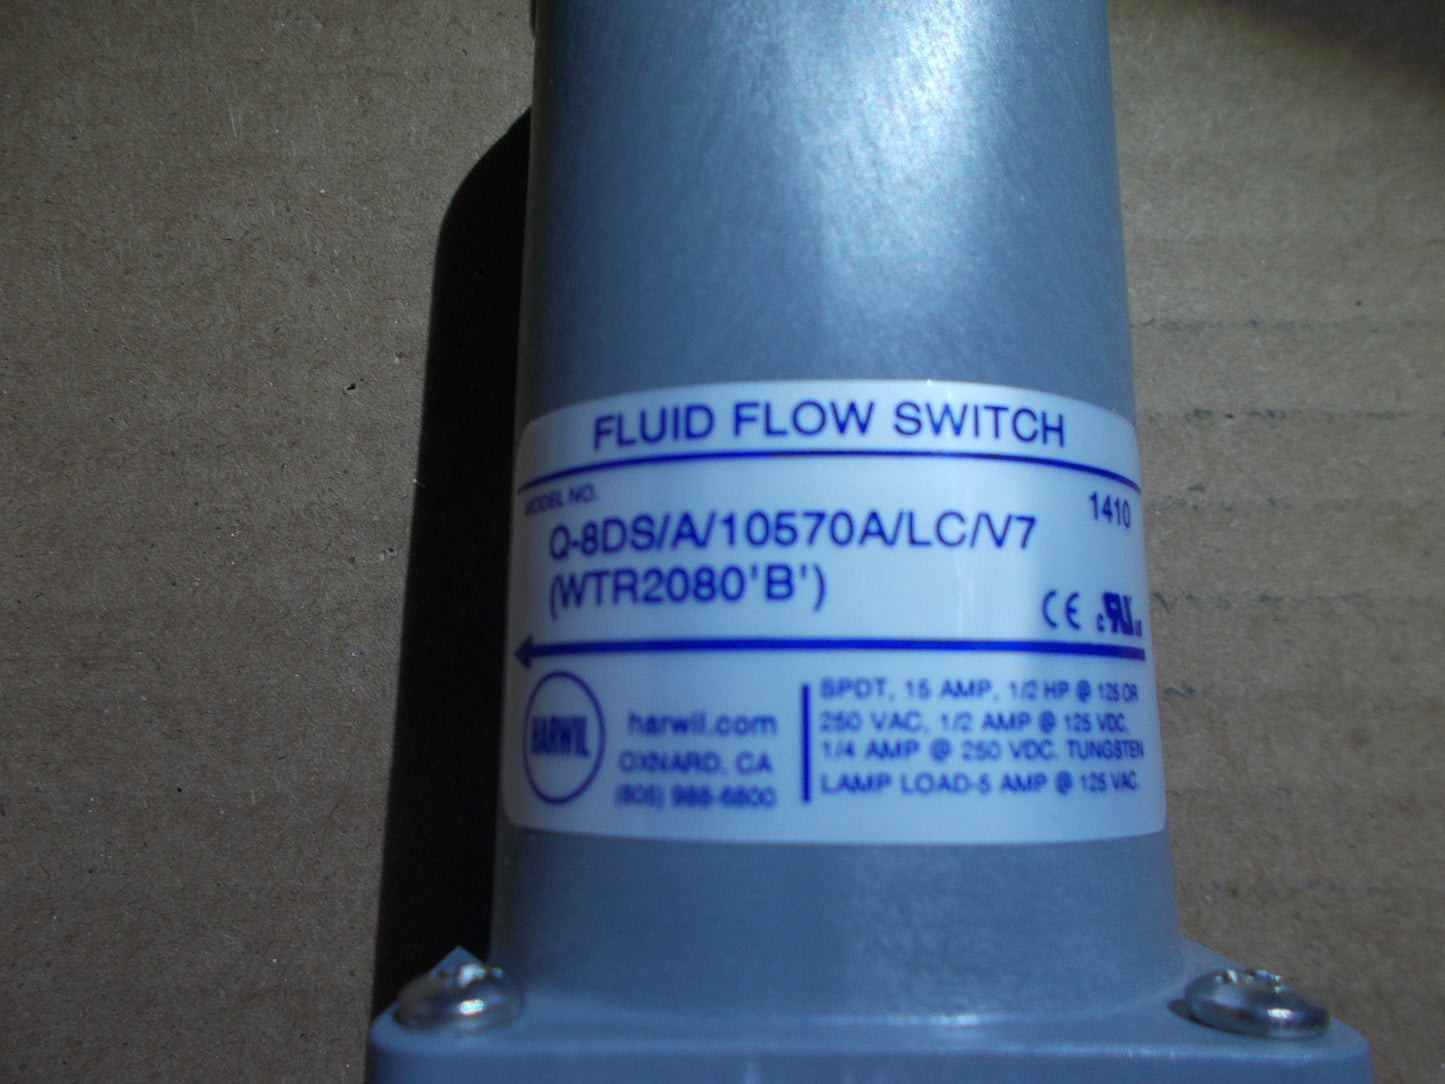 FLUID FLOW SWITCH
MODEL NO.
1410
Q-8DS/A/10570A/LC/V7
(WTR2080'B')
CE c RU us
HARWIL
harwil.com
OXNARD, CA
(805) 988-6800
SPDT, 15 AMP, 1/2 HP @ 125 OR
250 VAC, 1/2 AMP @ 125 VDC,
1/4 AMP @ 250 VDC. TUNGSTEN
LAMP LOAD-5 AMP @ 125 VAC